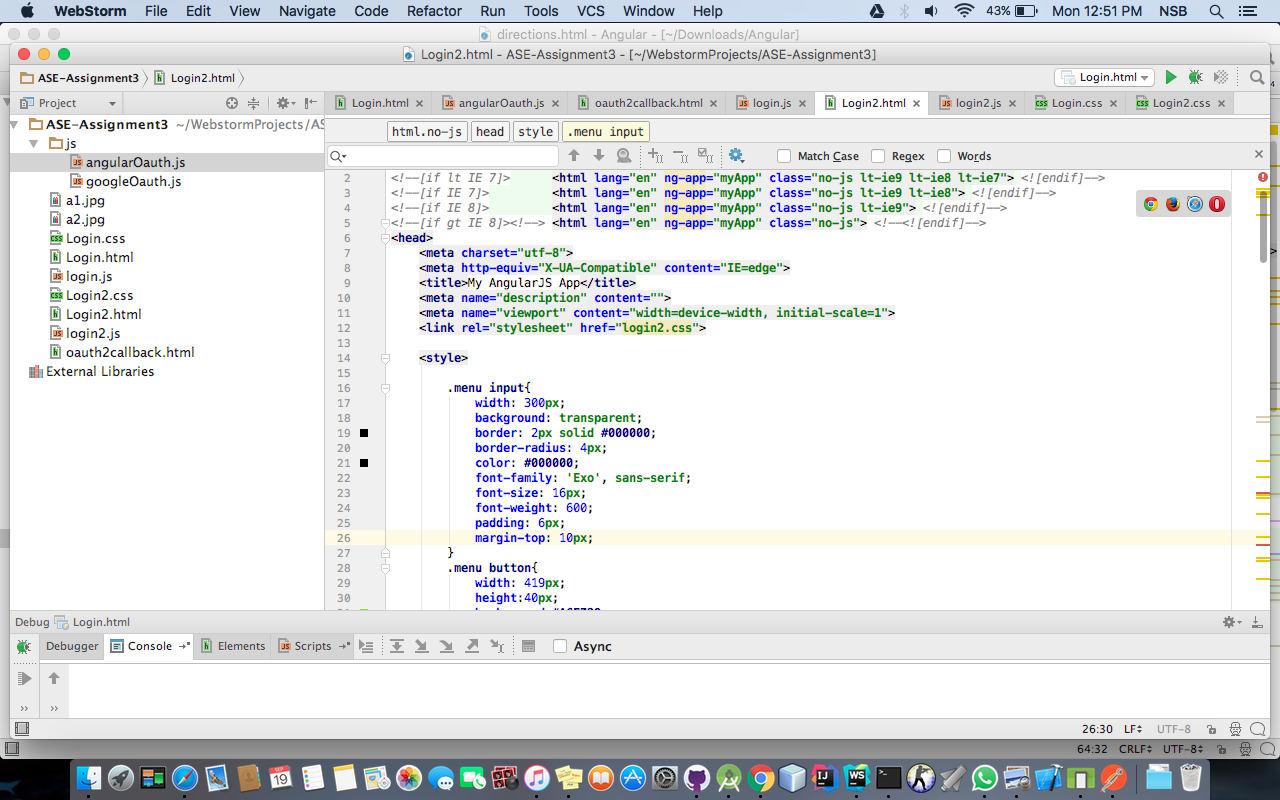 WebStorm File Edit View Navigate Code Refactor Run Tools VCS Window Help 43% Mon 12:51 PM NSB
directions.html - Angular - [~/Downloads/Angular]
Login2.html - ASE-Assignment3 - [~/WebstormProjects/ASE-Assignment3]
ASE-Assignment3 Login2.html Login.html
Project Login.html angularOauth.js oauth2callback.html login.js Login2.html login2.js Login.css Login2.css
ASE-Assignment3 ~/WebstormProjects/AS
js
angularOauth.js
googleOauth.js
a1.jpg
a2.jpg
Login.css
Login.html
login.js
Login2.css
Login2.html
login2.js
oauth2callback.html
External Libraries
html.no-js head style .menu input
Match Case Regex Words
2 <!--[if lt IE 7]> <html lang="en" ng-app="myApp" class="no-js lt-ie9 lt-ie8 lt-ie7"> <![endif]-->
3 <!--[if IE 7]> <html lang="en" ng-app="myApp" class="no-js lt-ie9 lt-ie8"> <![endif]-->
4 <!--[if IE 8]> <html lang="en" ng-app="myApp" class="no-js lt-ie9"> <![endif]-->
5 <!--[if gt IE 8]><!--> <html lang="en" ng-app="myApp" class="no-js"> <!--<![endif]-->
6 <head>
7 <meta charset="utf-8">
8 <meta http-equiv="X-UA-Compatible" content="IE=edge">
9 <title>My AngularJS App</title>
10 <meta name="description" content="">
11 <meta name="viewport" content="width=device-width, initial-scale=1">
12 <link rel="stylesheet" href="login2.css">
13
14 <style>
15
16 .menu input{
17 width: 300px;
18 background: transparent;
19 border: 2px solid #000000;
20 border-radius: 4px;
21 color: #000000;
22 font-family: 'Exo', sans-serif;
23 font-size: 16px;
24 font-weight: 600;
25 padding: 6px;
26 margin-top: 10px;
27 }
28 .menu button{
29 width: 419px;
30 height:40px;
Debug Login.html
Debugger Console Elements Scripts Async
26:30 LF UTF-8
64:32 CRLF UTF-8
SEP
19
IJ
WS